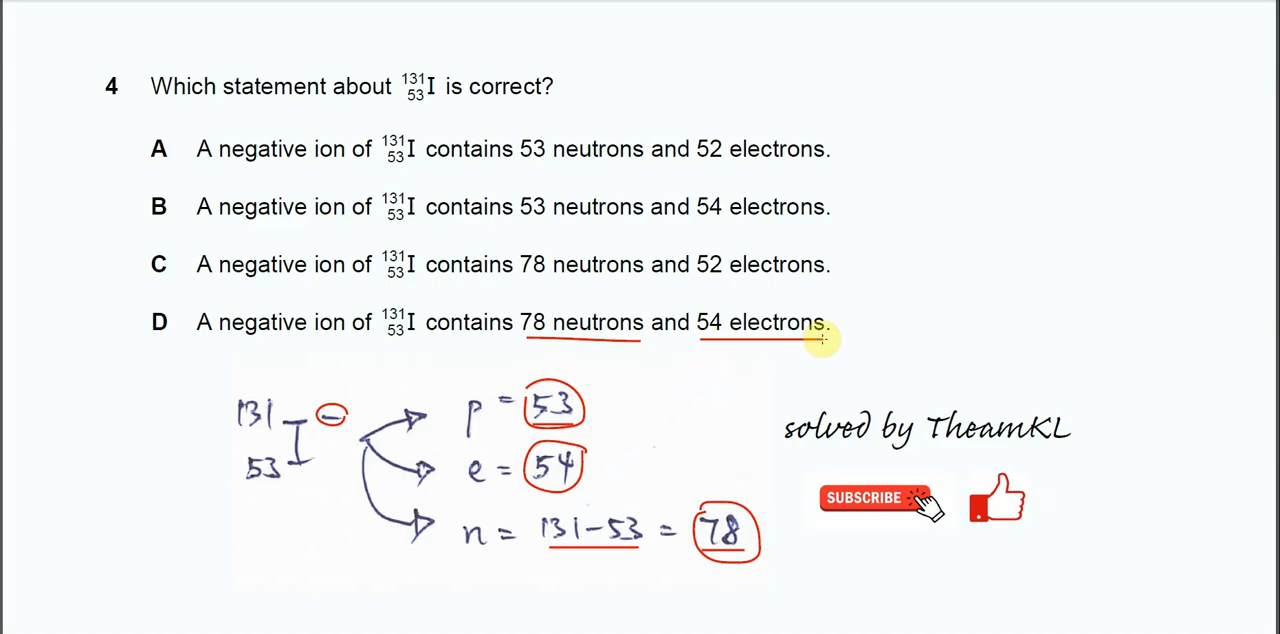 4 Which statement about ¹³¹₅₃I is correct?
A A negative ion of ¹³¹₅₃I contains 53 neutrons and 52 electrons.
B A negative ion of ¹³¹₅₃I contains 53 neutrons and 54 electrons.
C A negative ion of ¹³¹₅₃I contains 78 neutrons and 52 electrons.
D A negative ion of ¹³¹₅₃I contains 78 neutrons and 54 electrons.
¹³¹₅₃I⁻
p = 53
e = 54
n = 131-53 = 78
solved by TheamKL
SUBSCRIBE